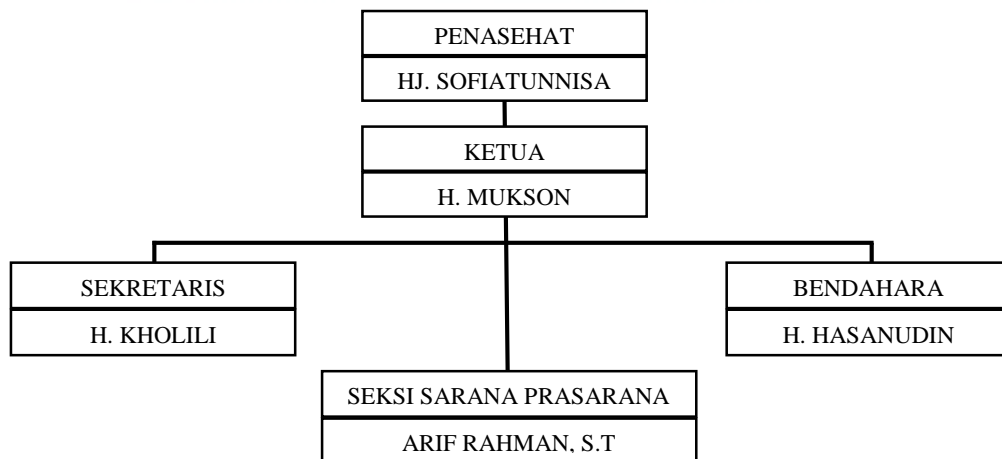 PENASEHAT
HJ. SOFIATUNNISA
KETUA
H. MUKSON
SEKRETARIS
H. KHOLILI
BENDAHARA
H. HASANUDIN
SEKSI SARANA PRASARANA
ARIF RAHMAN, S.T